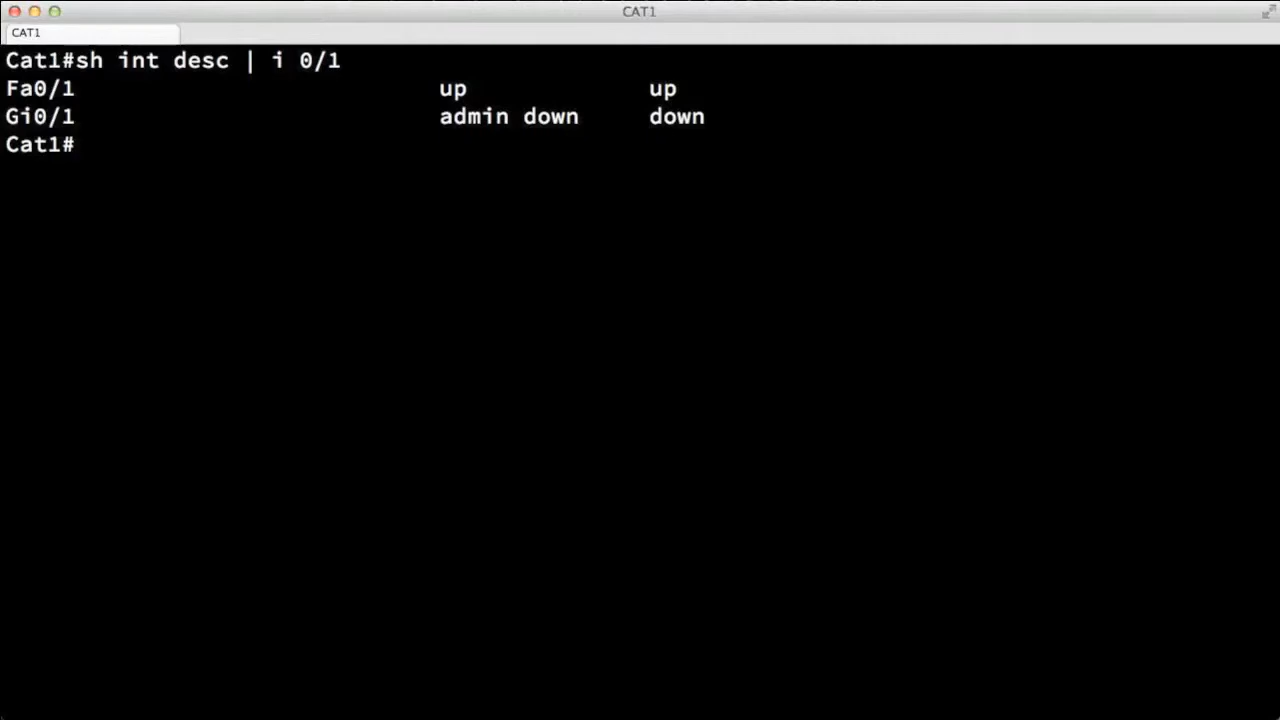 CAT1
CAT1
Cat1#sh int desc | i 0/1
Fa0/1 up up
Gi0/1 admin down down
Cat1#